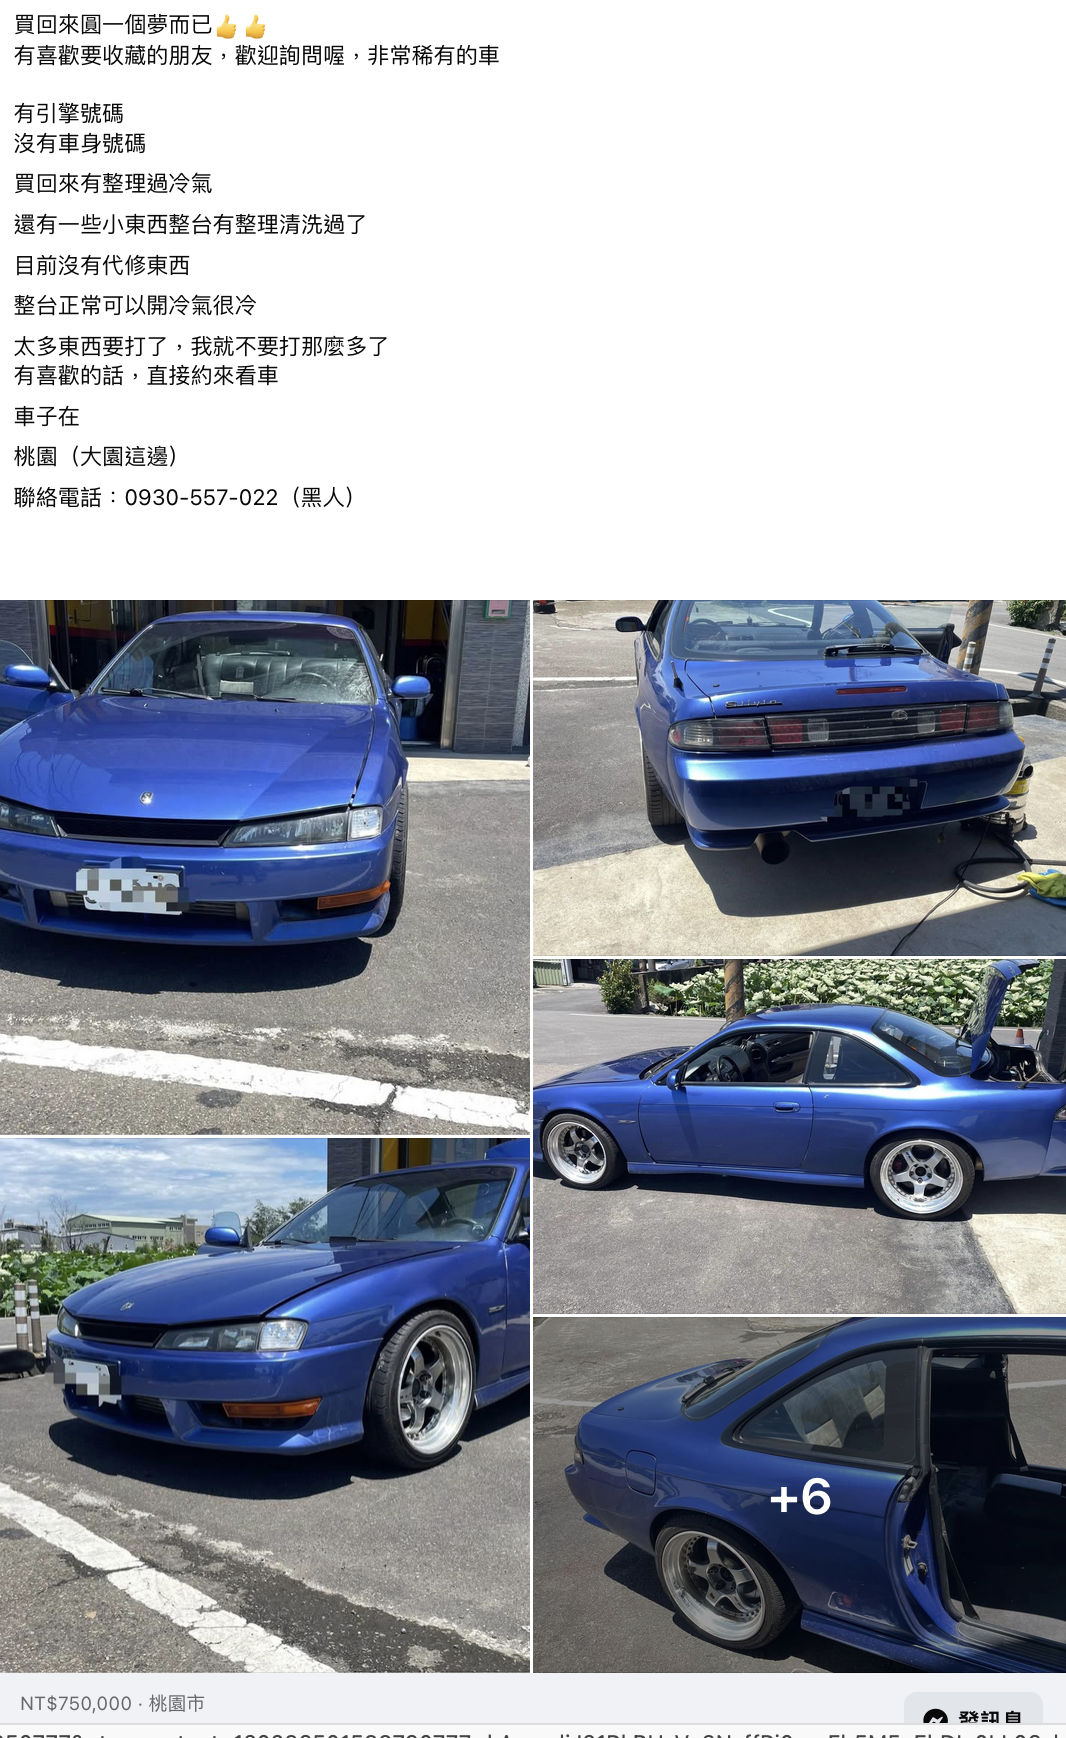 買回來圓一個夢而已👍👍
有喜歡要收藏的朋友，歡迎詢問喔，非常稀有的車
有引擎號碼
沒有車身號碼
買回來有整理過冷氣
還有一些小東西整台有整理清洗過了
目前沒有代修東西
整台正常可以開冷氣很冷
太多東西要打了，我就不要打那麼多了
有喜歡的話，直接約來看車
車子在
桃園（大園這邊）
聯絡電話：0930-557-022（黑人）
Silvia
+6
NT$750,000 · 桃園市
發訊息